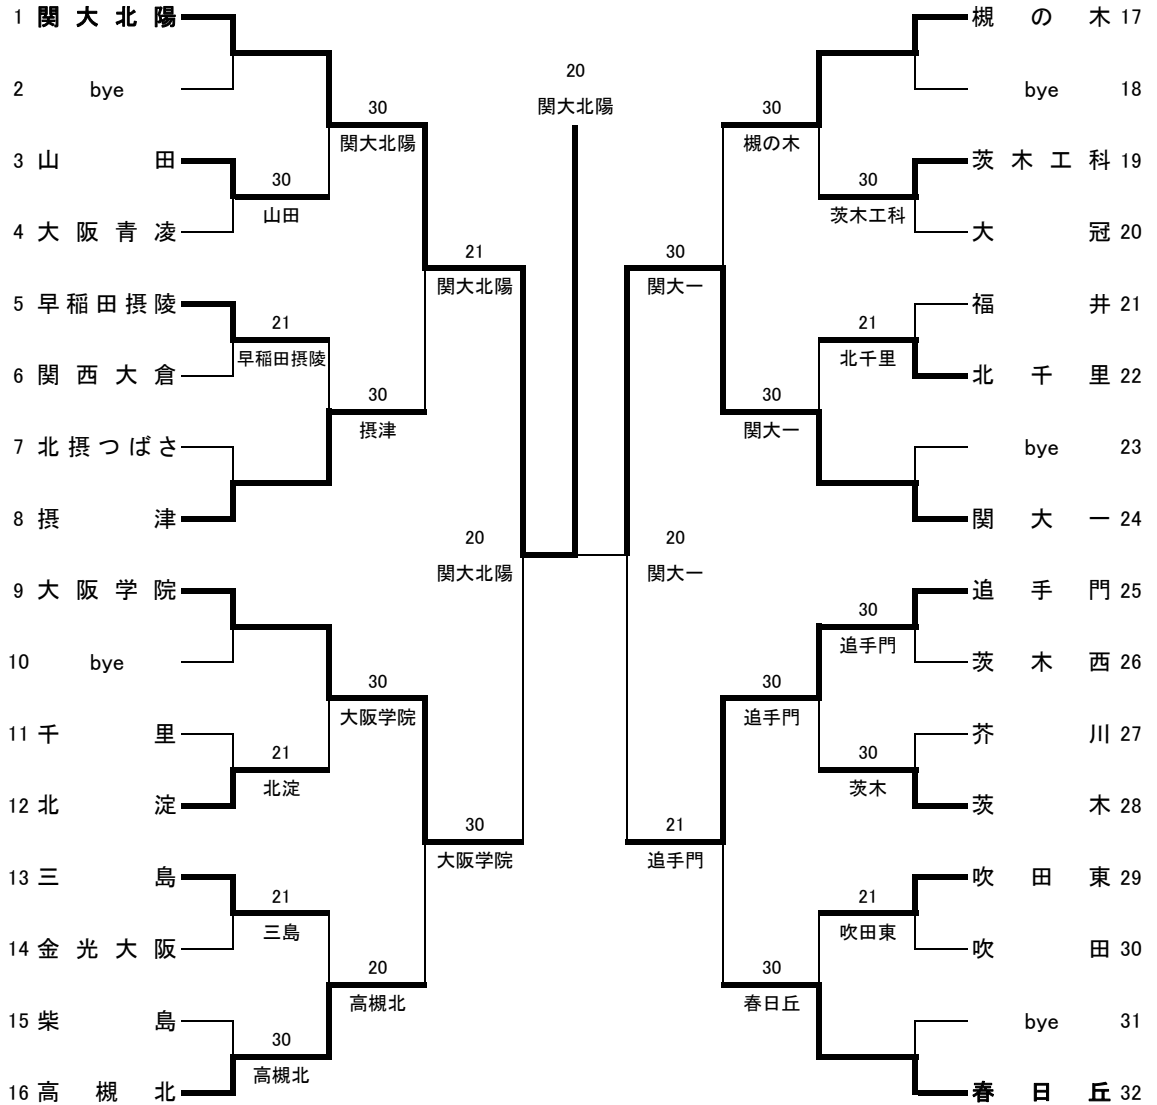 1 関大北陽
2 bye
3 山田
4 大阪青凌
5 早稲田摂陵
6 関西大倉
7 北摂つばさ
8 摂津
9 大阪学院
10 bye
11 千里
12 北淀
13 三島
14 金光大阪
15 柴島
16 高槻北
30
山田
21
早稲田摂陵
21
北淀
21
三島
30
高槻北
30
関大北陽
30
摂津
30
大阪学院
20
高槻北
21
関大北陽
30
大阪学院
20
関大北陽
20
関大北陽
20
関大一
30
関大一
21
追手門
30
槻の木
30
関大一
30
追手門
30
春日丘
30
茨木工科
21
北千里
30
追手門
30
茨木
21
吹田東
槻の木 17
bye 18
茨木工科 19
大冠 20
福井 21
北千里 22
bye 23
関大一 24
追手門 25
茨木西 26
芥川 27
茨木 28
吹田東 29
吹田 30
bye 31
春日丘 32